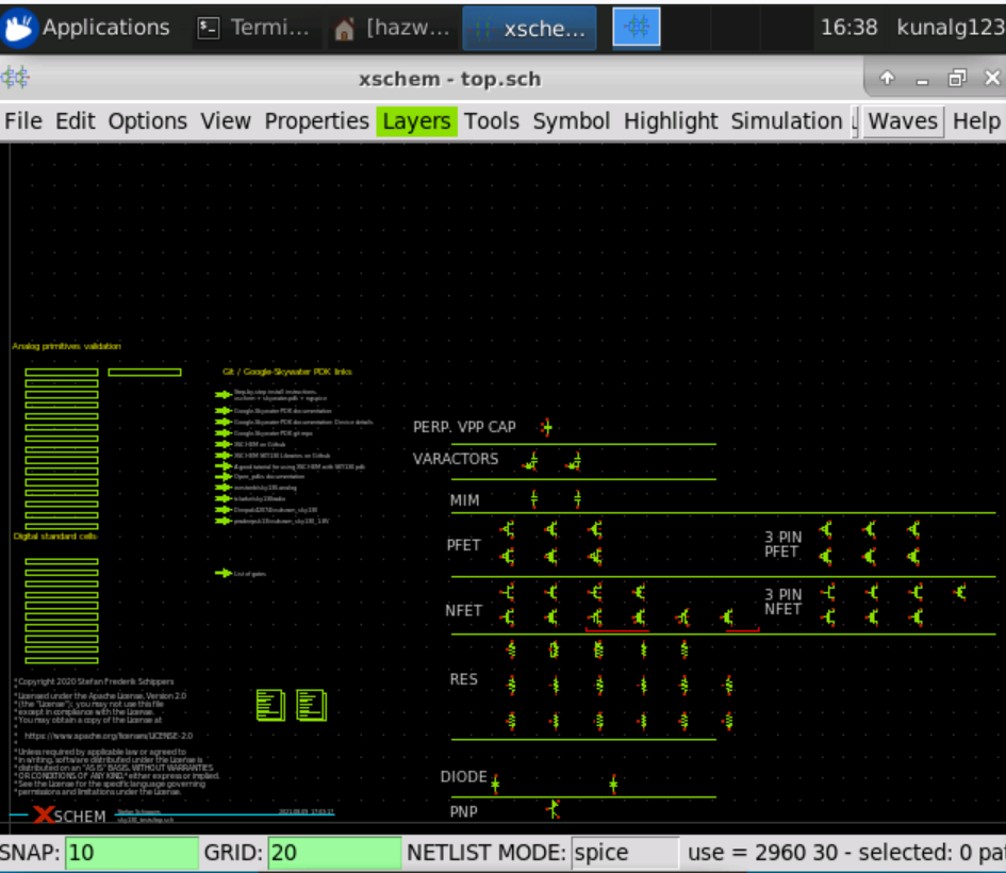 Applications
Termi...
[hazw...
xsche...
16:38
kunalg123
xschem - top.sch
File Edit Options View Properties Layers Tools Symbol Highlight Simulation Waves Help
Analog primitives validation
Git / Google-Skywater PDK links
Step-by-step install instructions
xschem + skywater pdk + ngspice
Google-Skywater PDK documentation
Google-Skywater PDK documentation: Device details
Google-Skywater PDK git repo
XSCHEM on Github
XSCHEM SKY130 Libraries on Github
A good tutorial for using XSCHEM with SKY130 pdk
Open_pdks documentation
List of gates
Digital standard cells
PERP. VPP CAP
VARACTORS
MIM
PFET
3 PIN
PFET
NFET
3 PIN
NFET
RES
DIODE
PNP
* Copyright 2020 Stefan Frederik Schippers
*
* Licensed under the Apache License, Version 2.0
* (the "License"); you may not use this file
* except in compliance with the License.
* You may obtain a copy of the License at
*
* https://www.apache.org/licenses/LICENSE-2.0
*
* Unless required by applicable law or agreed to
* in writing, software distributed under the License is
* distributed on an "AS IS" BASIS, WITHOUT WARRANTIES
* OR CONDITIONS OF ANY KIND, either express or implied.
* See the License for the specific language governing
* permissions and limitations under the License.
XSCHEM
Stefan Schippers
SNAP: 10 GRID: 20 NETLIST MODE: spice use = 2960 30 - selected: 0 pa